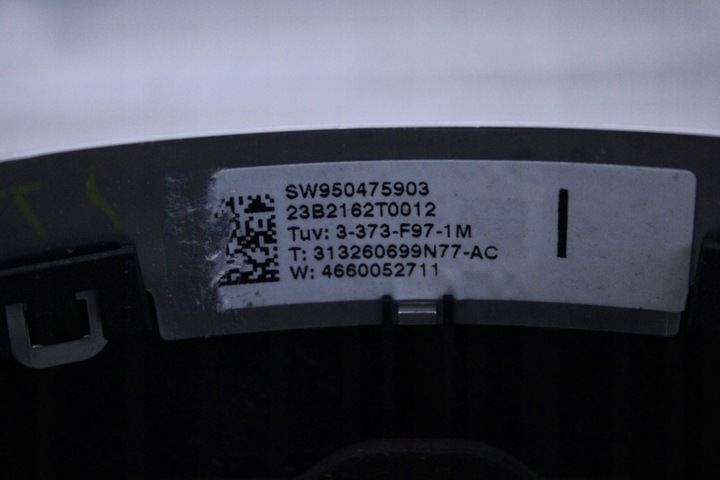 SW950475903
23B2162T0012
Tuv: 3-373-F97-1M
T: 313260699N77-AC
W: 4660052711